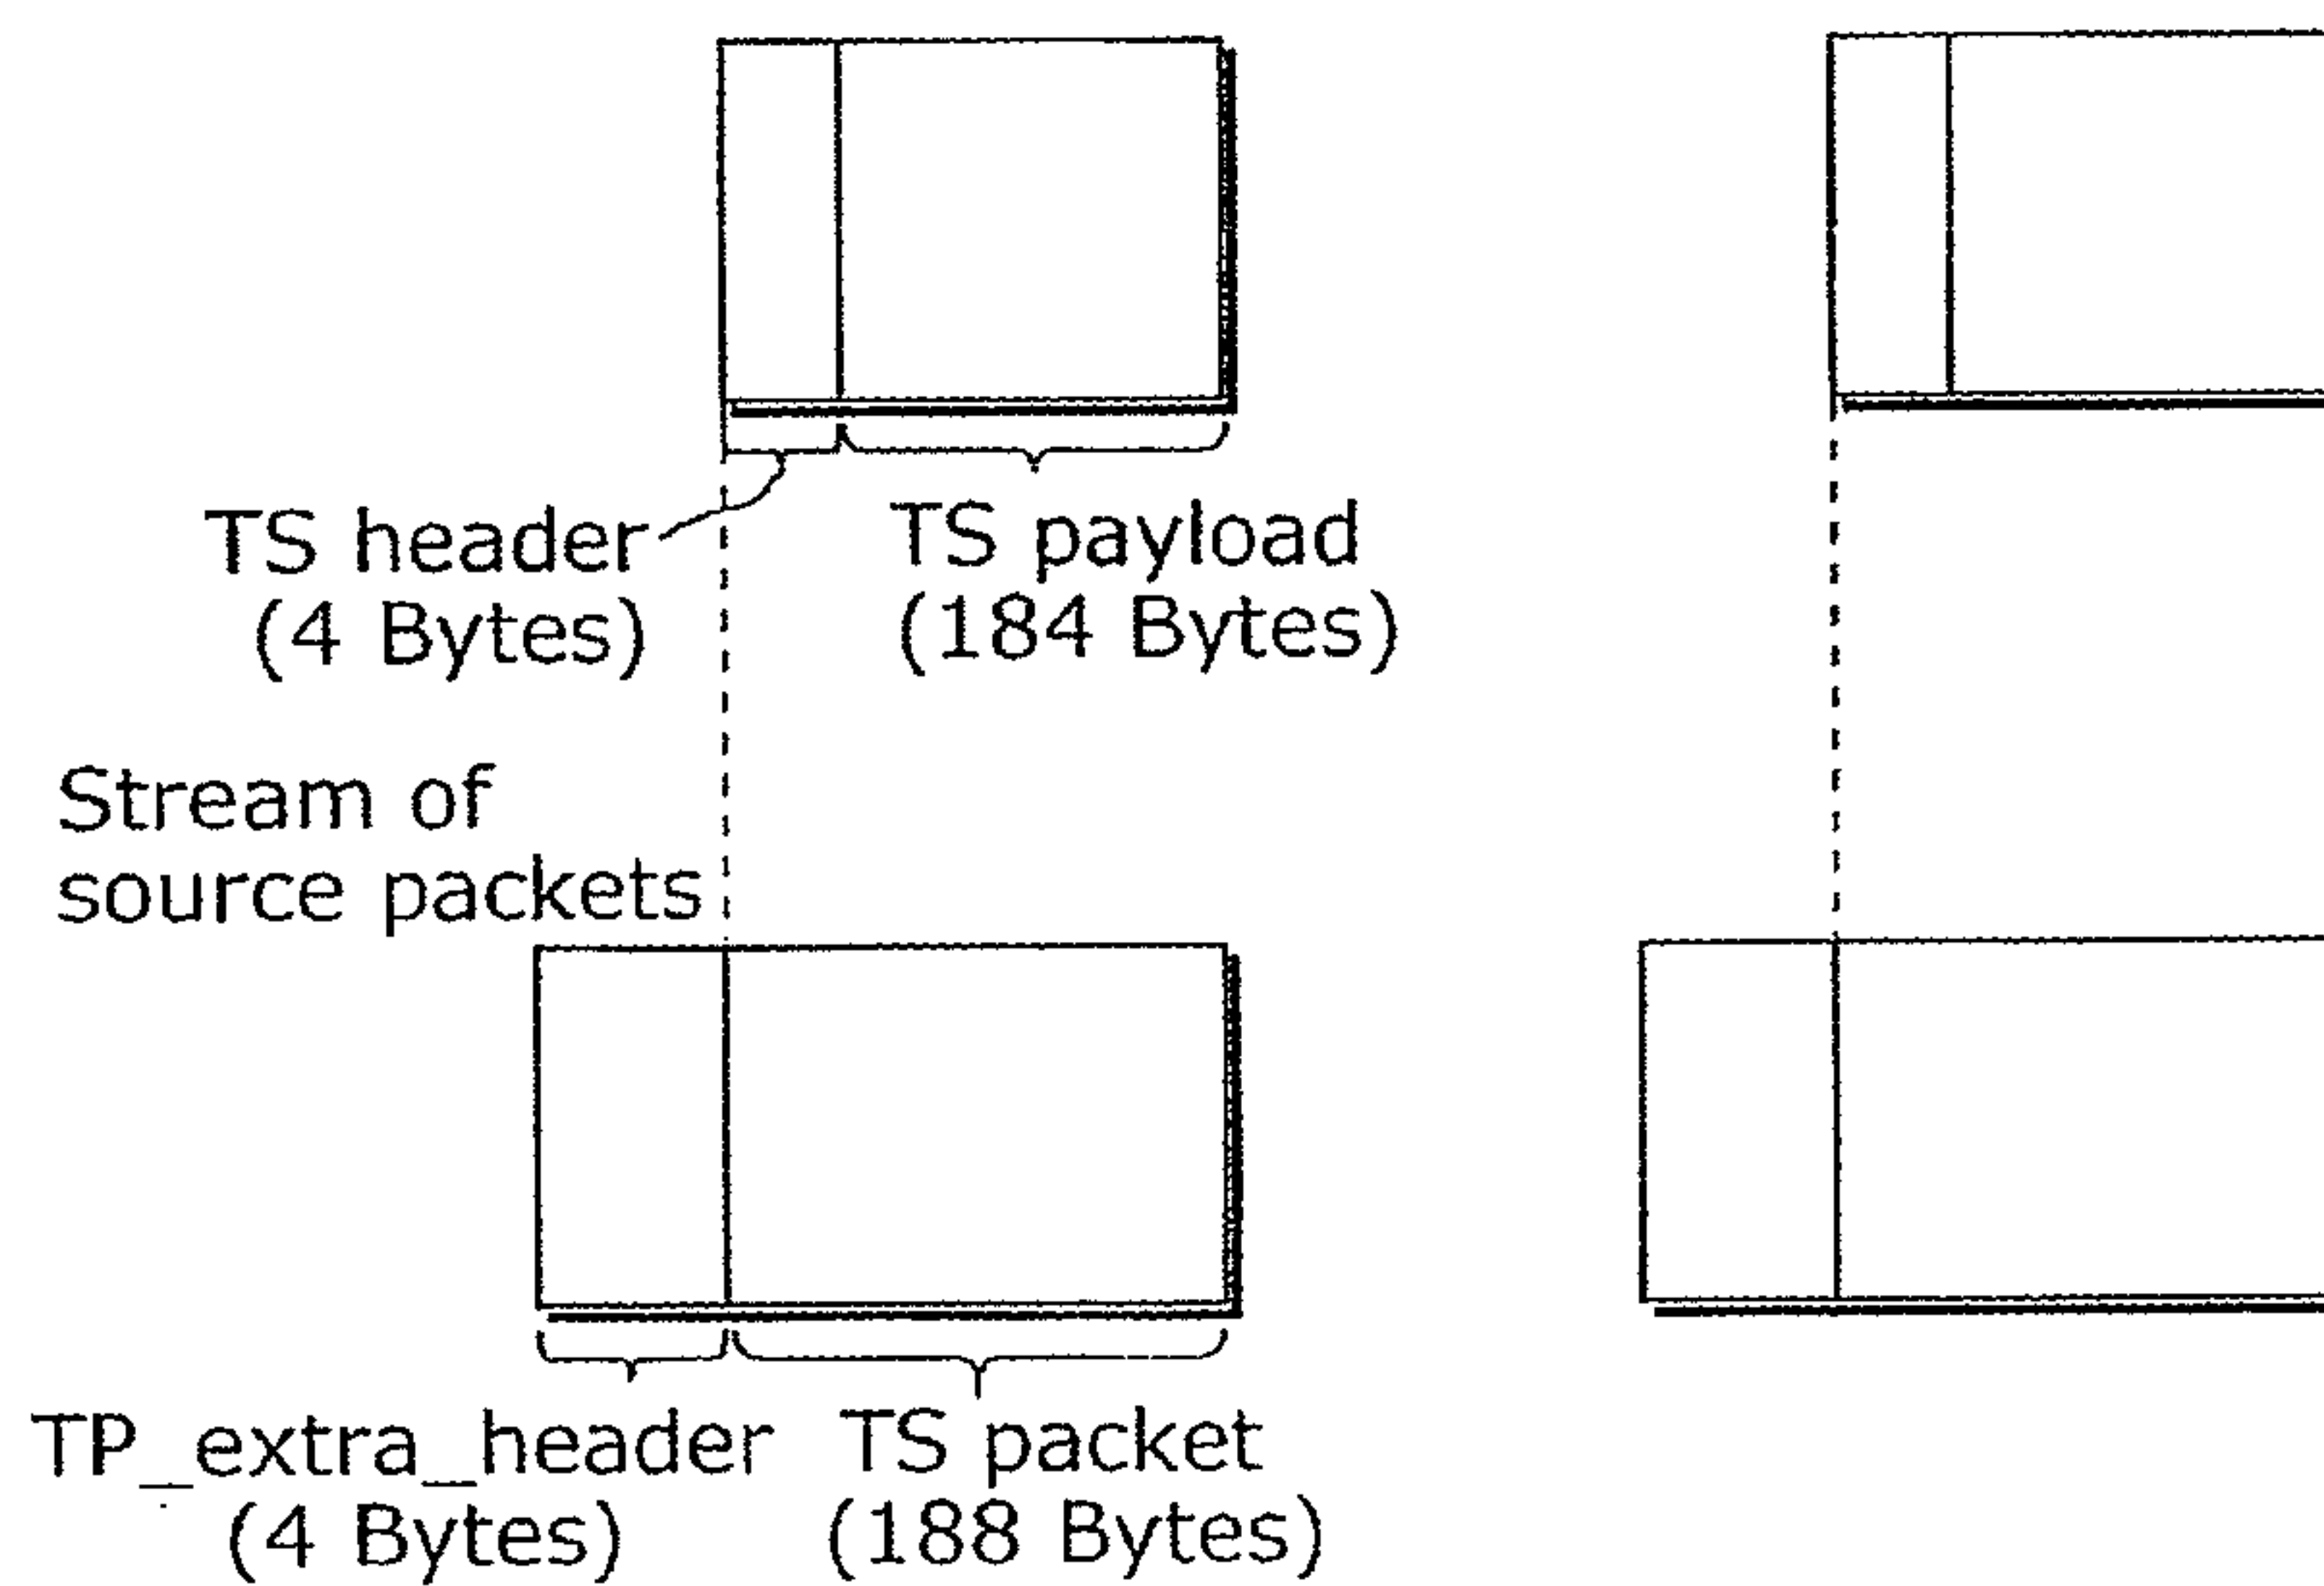 TS header
(4 Bytes)
TS payload
(184 Bytes)
Stream of
source packets
TP_extra_header
(4 Bytes)
TS packet
(188 Bytes)